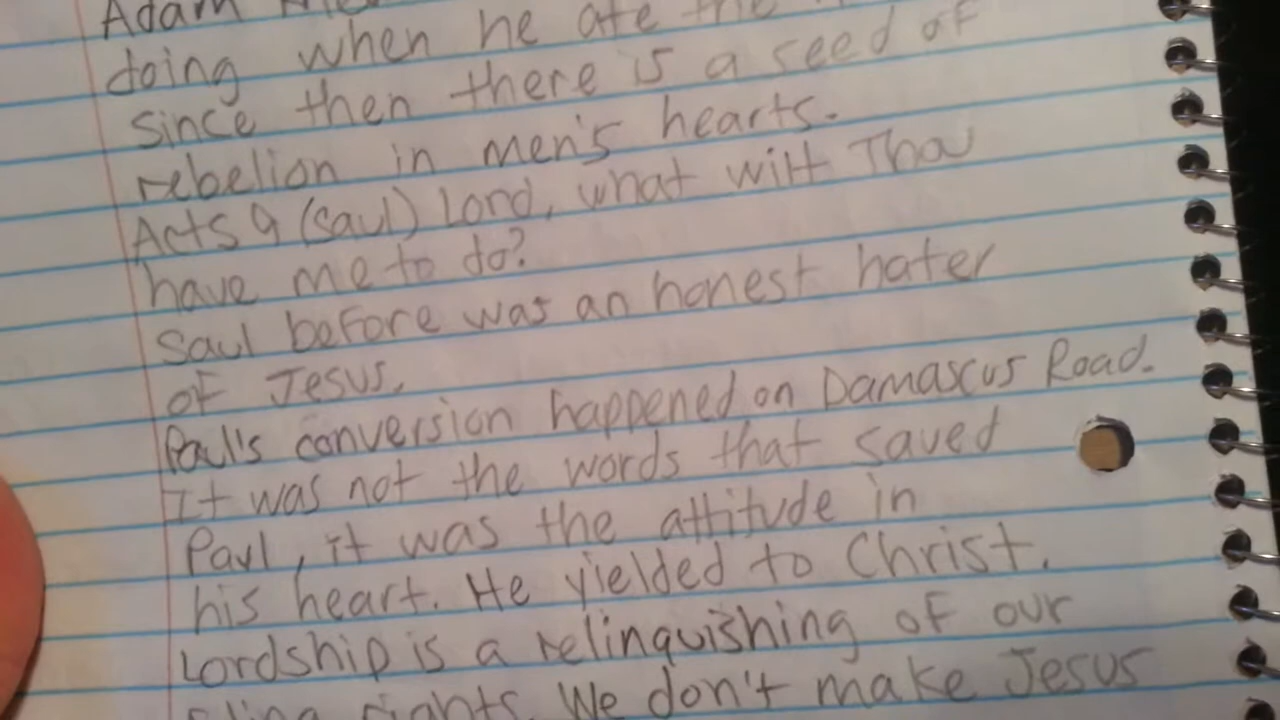 Adam
doing when he ate the
since then there is a seed of
rebelion in men's hearts.
Acts 9 (Saul) Lord, what wilt Thou
have me to do?
Saul before was an honest hater
of Jesus.
Paul's conversion happened on Damascus Road.
It was not the words that saved
Paul, it was the attitude in
his heart. He yielded to Christ.
Lordship is a relinquishing of our
rights. We don't make Jesus